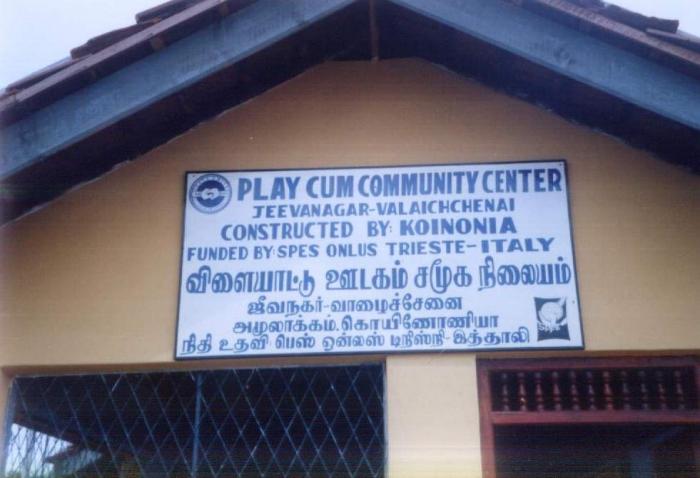 PLAY CUM COMMUNITY CENTER
JEEVANAGAR-VALAICHCHENAI
CONSTRUCTED BY: KOINONIA
FUNDED BY: SPES ONLUS TRIESTE-ITALY
விளையாட்டு ஊடகம் சமுக நிலையம்
ஜீவநகர்-வாழைச்சேனை
அமுலாக்கம். கொயினோணியா
நிதி உதவி பெஸ் ஒன்லஸ் -இத்தாலி
Spes